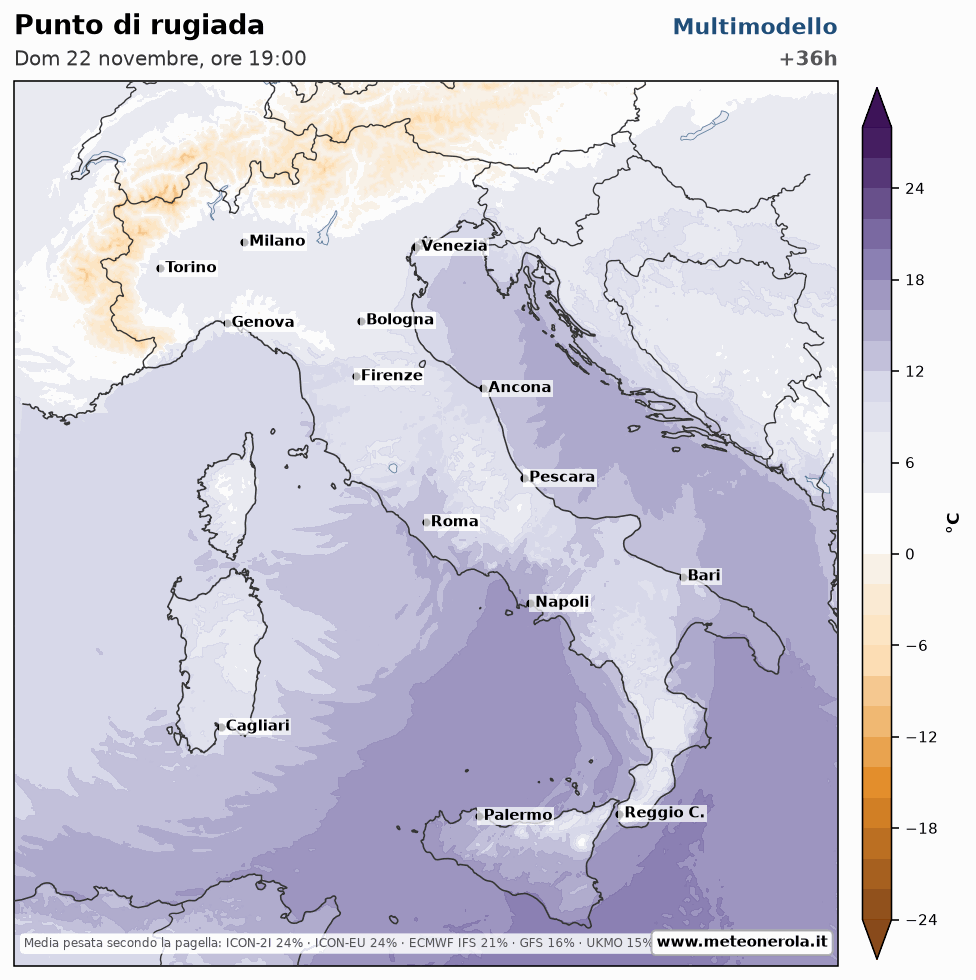 Punto di rugiada
Multimodello
Dom 22 novembre, ore 19:00
+36h
Milano
Venezia
Torino
Genova
Bologna
Firenze
Ancona
Pescara
Roma
Bari
Napoli
Cagliari
Palermo
Reggio C.
24
18
12
6
0
−6
−12
−18
−24
°C
Media pesata secondo la pagella: ICON-2I 24% · ICON-EU 24% · ECMWF IFS 21% · GFS 16% · UKMO 15%
www.meteonerola.it